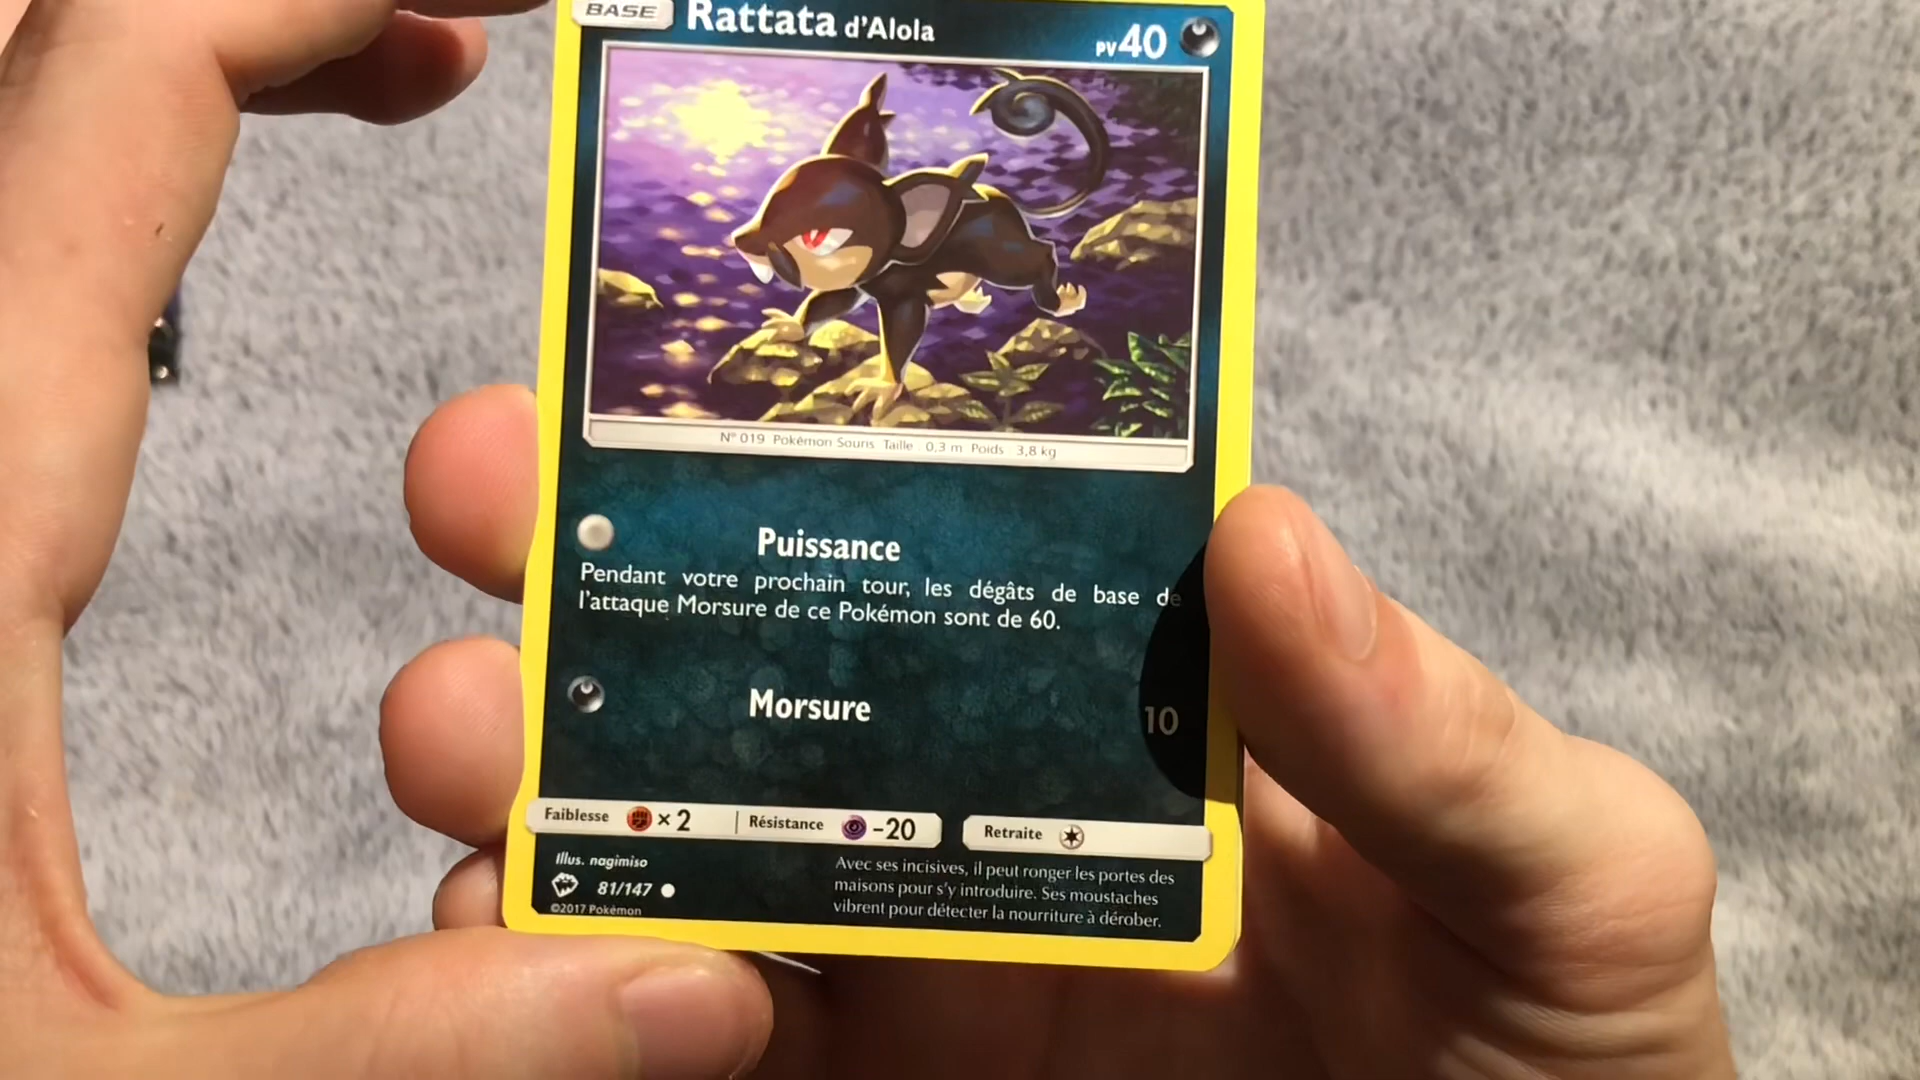 BASE Rattata d'Alola PV 40
N° 019 Pokémon Souris Taille : 0,3 m Poids : 3,8 kg
Puissance
Pendant votre prochain tour, les dégâts de base de
l'attaque Morsure de ce Pokémon sont de 60.
Morsure 10
Faiblesse ×2 Résistance -20 Retraite
Illus. nagimiso
81/147
©2017 Pokémon
Avec ses incisives, il peut ronger les portes des
maisons pour s'y introduire. Ses moustaches
vibrent pour détecter la nourriture à dérober.